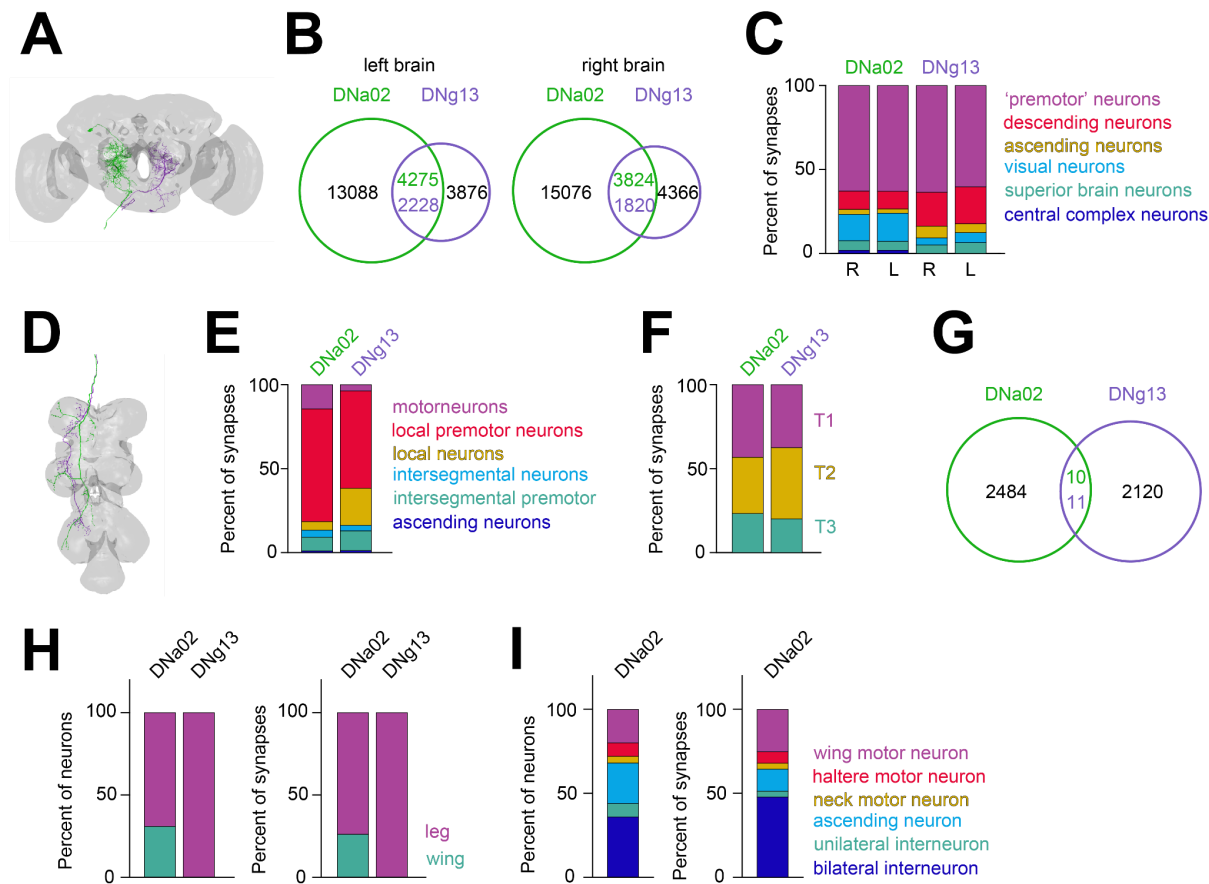 A
B
left brain
right brain
DNa02
DNg13
DNa02
DNg13
13088
4275
2228
3876
15076
3824
1820
4366
C
DNa02 DNg13
Percent of synapses
100
50
0
R L R L
'premotor' neurons
descending neurons
ascending neurons
visual neurons
superior brain neurons
central complex neurons
D
E
DNa02
DNg13
Percent of synapses
100
50
0
motorneurons
local premotor neurons
local neurons
intersegmental neurons
intersegmental premotor
ascending neurons
F
DNa02
DNg13
Percent of synapses
100
50
0
T1
T2
T3
G
DNa02
DNg13
2484
10
11
2120
H
DNa02
DNg13
Percent of neurons
100
50
0
DNa02
DNg13
Percent of synapses
100
50
0
leg
wing
I
DNa02
Percent of neurons
100
50
0
DNa02
Percent of synapses
100
50
0
wing motor neuron
haltere motor neuron
neck motor neuron
ascending neuron
unilateral interneuron
bilateral interneuron